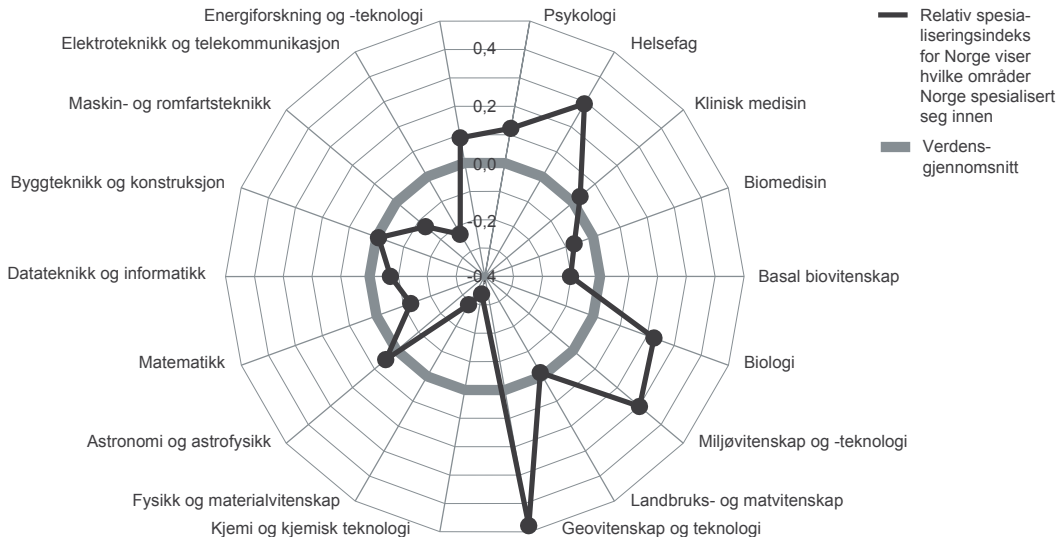 Energiforskning og -teknologi
Psykologi
Elektroteknikk og telekommunikasjon
Helsefag
Maskin- og romfartsteknikk
Klinisk medisin
Byggteknikk og konstruksjon
Biomedisin
Datateknikk og informatikk
Basal biovitenskap
Matematikk
Biologi
Astronomi og astrofysikk
Miljøvitenskap og -teknologi
Fysikk og materialvitenskap
Landbruks- og matvitenskap
Kjemi og kjemisk teknologi
Geovitenskap og teknologi
0,4
0,2
0,0
-0,2
-0,4
Relativ spesia-
liseringsindeks
for Norge viser
hvilke områder
Norge spesialisert
seg innen
Verdens-
gjennomsnitt